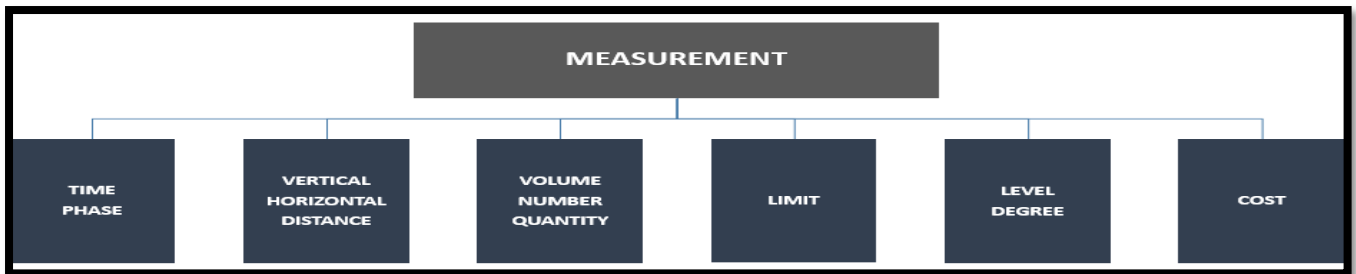 MEASUREMENT
TIME
PHASE
VERTICAL
HORIZONTAL
DISTANCE
VOLUME
NUMBER
QUANTITY
LIMIT
LEVEL
DEGREE
COST